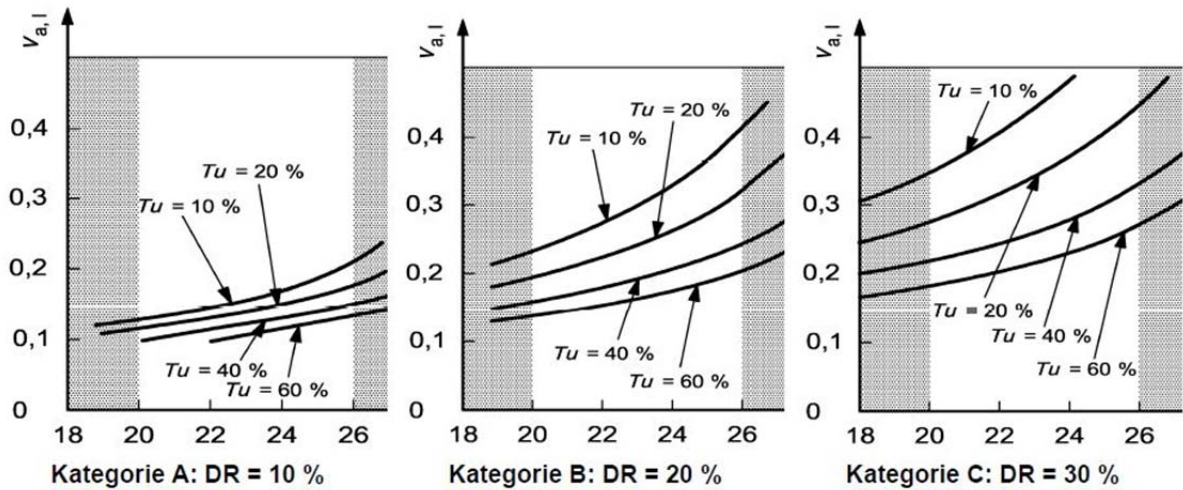 v a, l
0,4
0,3
0,2
0,1
0
Tu = 20 %
Tu = 10 %
Tu = 40 %
Tu = 60 %
18 20 22 24 26
Kategorie A: DR = 10 %
v a, l
0,4
0,3
0,2
0,1
0
Tu = 20 %
Tu = 10 %
Tu = 40 %
Tu = 60 %
18 20 22 24 26
Kategorie B: DR = 20 %
v a, l
0,4
0,3
0,2
0,1
0
Tu = 10 %
Tu = 20 %
Tu = 40 %
Tu = 60 %
18 20 22 24 26
Kategorie C: DR = 30 %